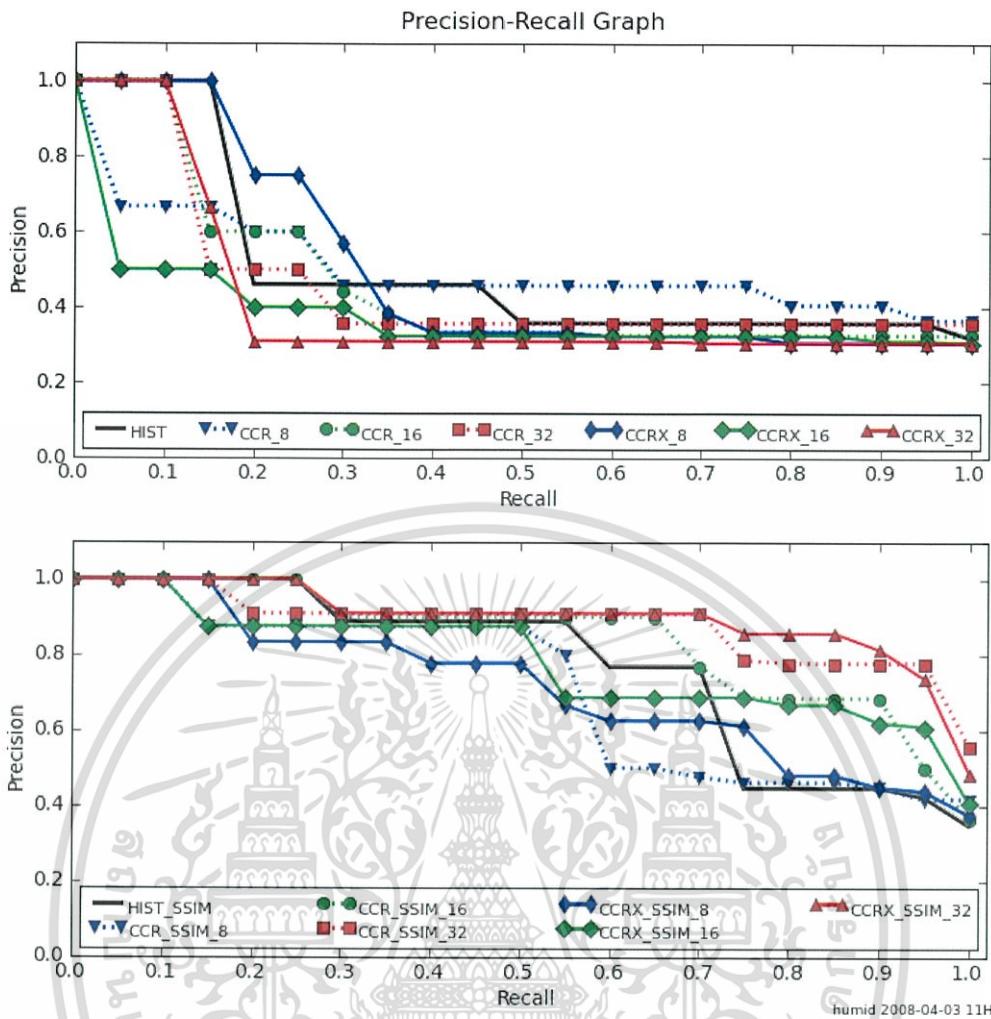 Precision-Recall Graph
1.0
0.8
0.6
0.4
0.2
0.0
Precision
HIST CCR_8 CCR_16 CCR_32 CCRX_8 CCRX_16 CCRX_32
0.0 0.1 0.2 0.3 0.4 0.5 0.6 0.7 0.8 0.9 1.0
Recall
1.0
0.8
0.6
0.4
0.2
0.0
Precision
HIST_SSIM CCR_SSIM_16 CCRX_SSIM_8 CCRX_SSIM_32
CCR_SSIM_8 CCR_SSIM_32 CCRX_SSIM_16
0.0 0.1 0.2 0.3 0.4 0.5 0.6 0.7 0.8 0.9 1.0
Recall
humid 2008-04-03 11H